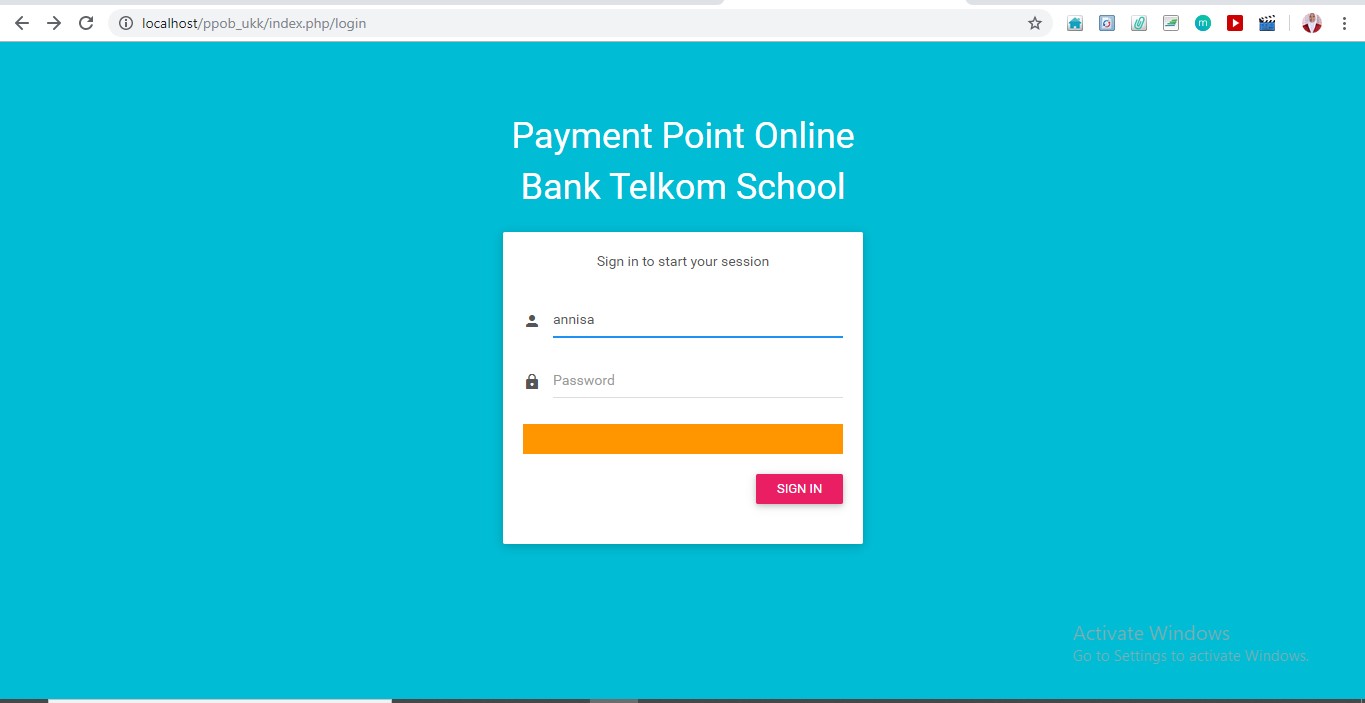 localhost/ppob_ukk/index.php/login
m
Payment Point Online
Bank Telkom School
Sign in to start your session
annisa
Password
SIGN IN
Activate Windows
Go to Settings to activate Windows.